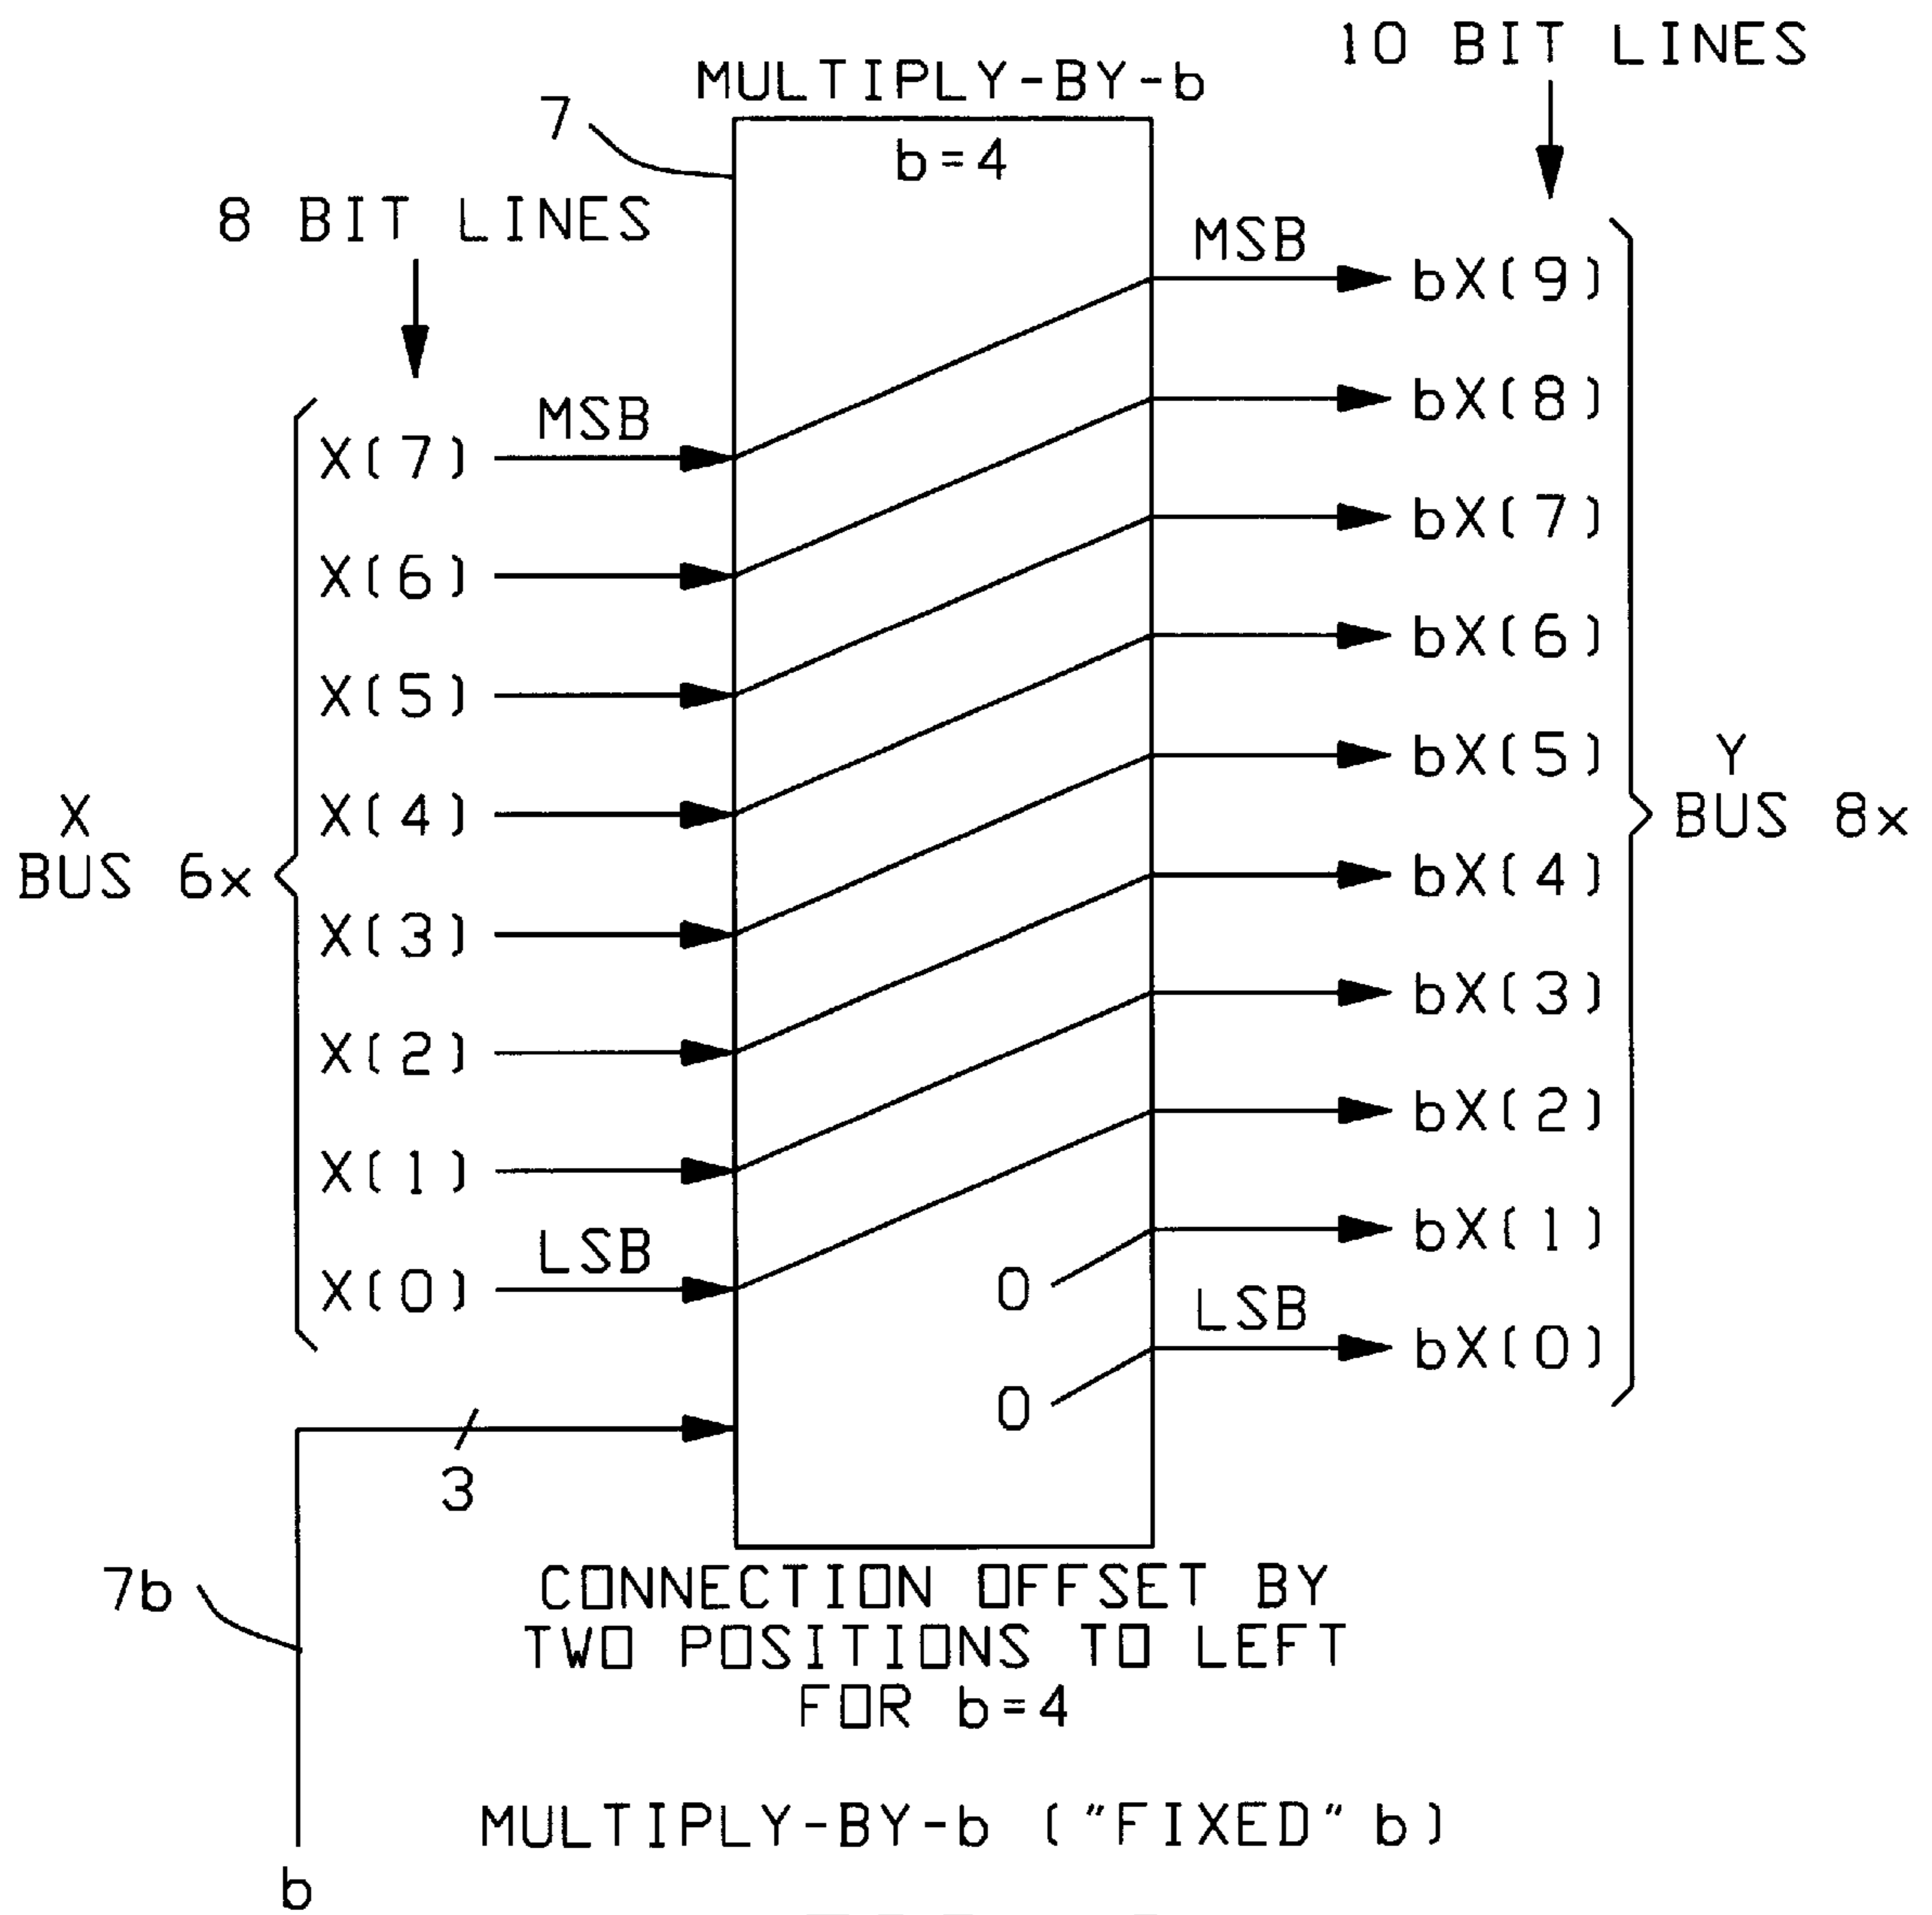 10 BIT LINES
MULTIPLY-BY-b
7
b=4
8 BIT LINES
MSB
bX(9)
MSB
bX(8)
X(7)
bX(7)
X(6)
bX(6)
X(5)
bX(5)
Y
BUS 8x
X(4)
X
BUS 6x
bX(4)
X(3)
bX(3)
X(2)
bX(2)
X(1)
bX(1)
LSB
X(0)
0
LSB
bX(0)
0
3
7b
CONNECTION OFFSET BY
TWO POSITIONS TO LEFT
FOR b=4
MULTIPLY-BY-b ("FIXED" b)
b